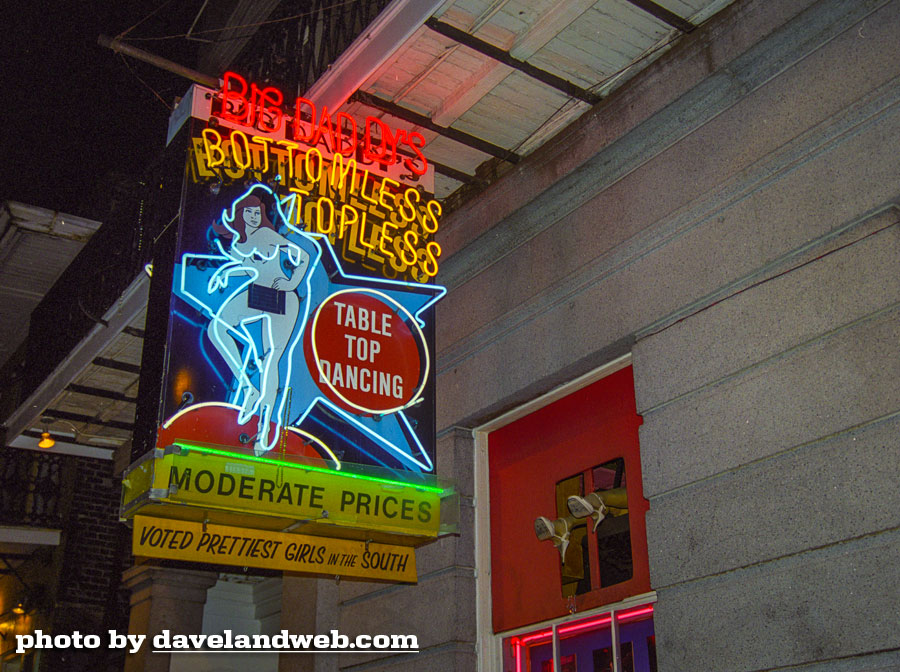 BIG DADDY'S
BOTTOMLESS
TOPLESS
TABLE
TOP
DANCING
MODERATE PRICES
VOTED PRETTIEST GIRLS IN THE SOUTH
photo by davelandweb.com